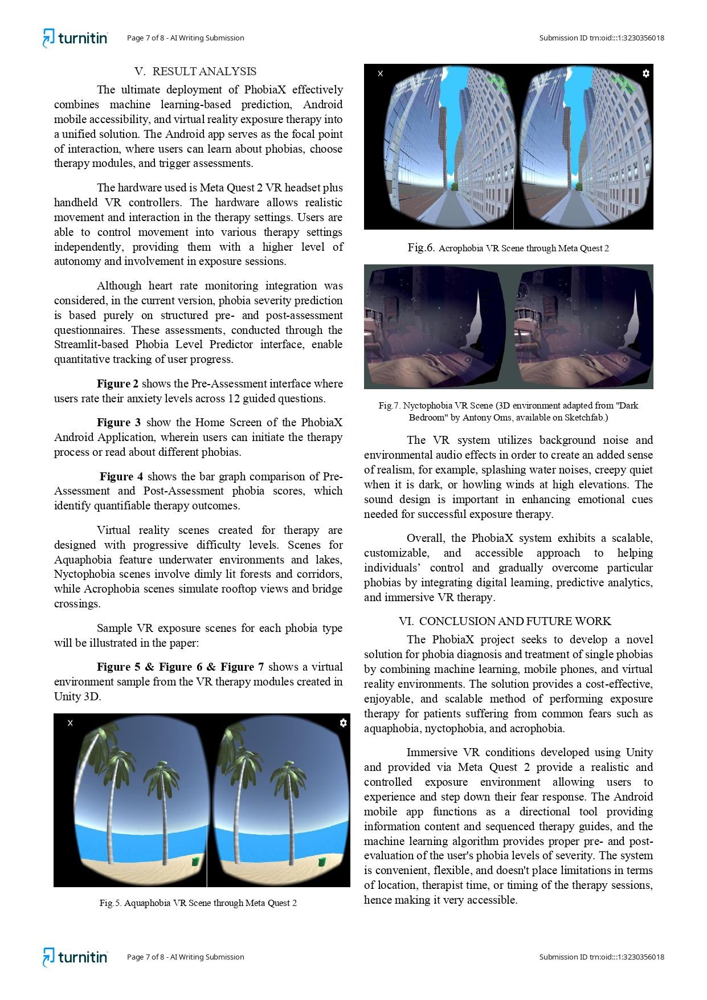 turnitin
Page 7 of 8 - AI Writing Submission
Submission ID trn:oid:::1:3230356018
V. RESULT ANALYSIS
The ultimate deployment of PhobiaX effectively
combines machine learning-based prediction, Android
mobile accessibility, and virtual reality exposure therapy into
a unified solution. The Android app serves as the focal point
of interaction, where users can learn about phobias, choose
therapy modules, and trigger assessments.
The hardware used is Meta Quest 2 VR headset plus
handheld VR controllers. The hardware allows realistic
movement and interaction in the therapy settings. Users are
able to control movement into various therapy settings
independently, providing them with a higher level of
autonomy and involvement in exposure sessions.
Although heart rate monitoring integration was
considered, in the current version, phobia severity prediction
is based purely on structured pre- and post-assessment
questionnaires. These assessments, conducted through the
Streamlit-based Phobia Level Predictor interface, enable
quantitative tracking of user progress.
Figure 2 shows the Pre-Assessment interface where
users rate their anxiety levels across 12 guided questions.
Figure 3 show the Home Screen of the PhobiaX
Android Application, wherein users can initiate the therapy
process or read about different phobias.
Figure 4 shows the bar graph comparison of Pre-
Assessment and Post-Assessment phobia scores, which
identify quantifiable therapy outcomes.
Virtual reality scenes created for therapy are
designed with progressive difficulty levels. Scenes for
Aquaphobia feature underwater environments and lakes,
Nyctophobia scenes involve dimly lit forests and corridors,
while Acrophobia scenes simulate rooftop views and bridge
crossings.
Sample VR exposure scenes for each phobia type
will be illustrated in the paper:
Figure 5 & Figure 6 & Figure 7 shows a virtual
environment sample from the VR therapy modules created in
Unity 3D.
X
Fig.5. Aquaphobia VR Scene through Meta Quest 2
X
Fig.6. Acrophobia VR Scene through Meta Quest 2
Fig.7. Nyctophobia VR Scene (3D environment adapted from "Dark
Bedroom" by Antony Oms, available on Sketchfab.)
The VR system utilizes background noise and
environmental audio effects in order to create an added sense
of realism, for example, splashing water noises, creepy quiet
when it is dark, or howling winds at high elevations. The
sound design is important in enhancing emotional cues
needed for successful exposure therapy.
Overall, the PhobiaX system exhibits a scalable,
customizable, and accessible approach to helping
individuals’ control and gradually overcome particular
phobias by integrating digital learning, predictive analytics,
and immersive VR therapy.
VI. CONCLUSION AND FUTURE WORK
The PhobiaX project seeks to develop a novel
solution for phobia diagnosis and treatment of single phobias
by combining machine learning, mobile phones, and virtual
reality environments. The solution provides a cost-effective,
enjoyable, and scalable method of performing exposure
therapy for patients suffering from common fears such as
aquaphobia, nyctophobia, and acrophobia.
Immersive VR conditions developed using Unity
and provided via Meta Quest 2 provide a realistic and
controlled exposure environment allowing users to
experience and step down their fear response. The Android
mobile app functions as a directional tool providing
information content and sequenced therapy guides, and the
machine learning algorithm provides proper pre- and post-
evaluation of the user's phobia levels of severity. The system
is convenient, flexible, and doesn't place limitations in terms
of location, therapist time, or timing of the therapy sessions,
hence making it very accessible.
turnitin
Page 7 of 8 - AI Writing Submission
Submission ID trn:oid:::1:3230356018